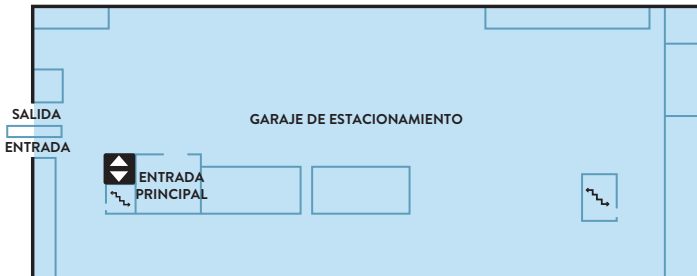 SALIDA
GARAJE DE ESTACIONAMIENTO
ENTRADA
ENTRADA
PRINCIPAL